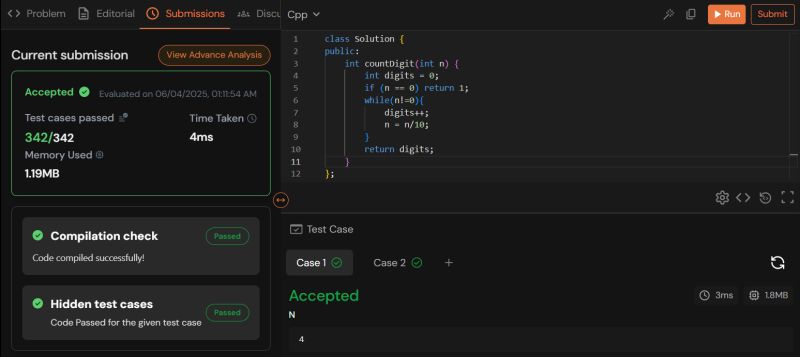 Problem Editorial Submissions Discu
Current submission View Advance Analysis
Accepted Evaluated on 06/04/2025, 01:11:54 AM
Test cases passed Time Taken
342/342 4ms
Memory Used
1.19MB
Compilation check Passed
Code compiled successfully!
Hidden test cases Passed
Code Passed for the given test case
Cpp Run Submit
1 class Solution {
2 public:
3 int countDigit(int n) {
4 int digits = 0;
5 if (n == 0) return 1;
6 while(n!=0){
7 digits++;
8 n = n/10;
9 }
10 return digits;
11 }
12 };
Test Case
Case 1 Case 2 +
Accepted 3ms 1.8MB
N
4